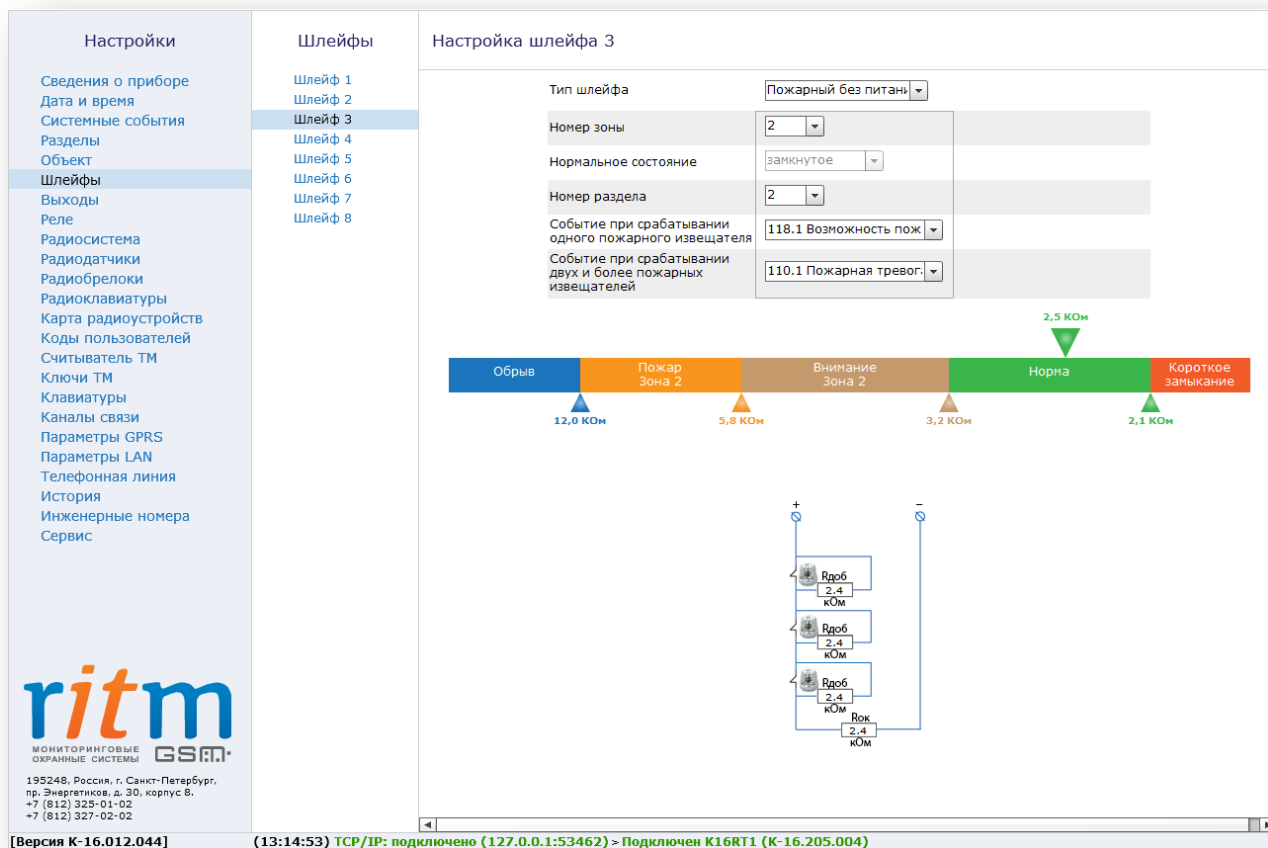 Настройки
Сведения о приборе
Дата и время
Системные события
Разделы
Объект
Шлейфы
Выходы
Реле
Радиосистема
Радиодатчики
Радиобрелоки
Радиоклавиатуры
Карта радиоустройств
Коды пользователей
Считыватель ТМ
Ключи ТМ
Клавиатуры
Каналы связи
Параметры GPRS
Параметры LAN
Телефонная линия
История
Инженерные номера
Сервис
ritm
МОНИТОРИНГОВЫЕ
ОХРАННЫЕ СИСТЕМЫ
GSM
195248, Россия, г. Санкт-Петербург,
пр. Энергетиков, д. 30, корпус 8.
+7 (812) 325-01-02
+7 (812) 327-02-02
Шлейфы
Шлейф 1
Шлейф 2
Шлейф 3
Шлейф 4
Шлейф 5
Шлейф 6
Шлейф 7
Шлейф 8
Настройка шлейфа 3
Тип шлейфа
Пожарный без питани
Номер зоны
2
Нормальное состояние
замкнутое
Номер раздела
2
Событие при срабатывании
одного пожарного извещателя
118.1 Возможность пож
Событие при срабатывании
двух и более пожарных
извещателей
110.1 Пожарная тревог.
2,5 КОм
Обрыв
Пожар
Зона 2
Внимание
Зона 2
Норма
Короткое
замыкание
12,0 КОм
5,8 КОм
3,2 КОм
2,1 КОм
+
–
Rдоб
2.4
кОм
Rдоб
2.4
кОм
Rдоб
2.4
кОм
Rок
2.4
кОм
[Версия K-16.012.044]
(13:14:53) TCP/IP: подключено (127.0.0.1:53462) > Подключен K16RT1 (K-16.205.004)